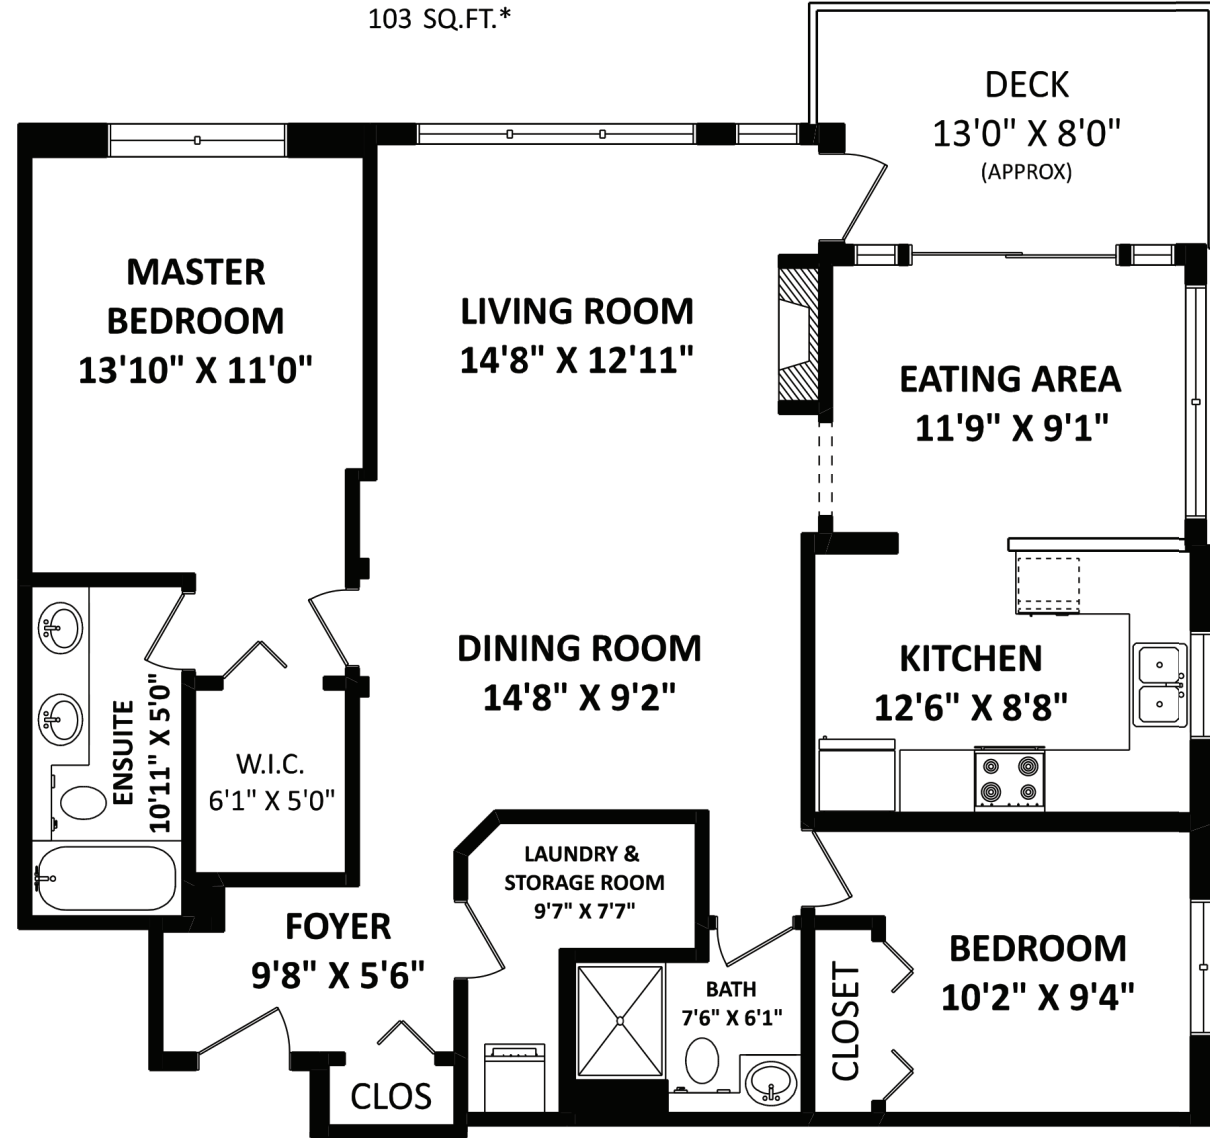 103 SQ.FT.*
DECK
13'0" X 8'0"
(APPROX)
MASTER
BEDROOM
13'10" X 11'0"
LIVING ROOM
14'8" X 12'11"
EATING AREA
11'9" X 9'1"
DINING ROOM
14'8" X 9'2"
KITCHEN
12'6" X 8'8"
ENSUITE
10'11" X 5'0"
W.I.C.
6'1" X 5'0"
LAUNDRY &
STORAGE ROOM
9'7" X 7'7"
FOYER
9'8" X 5'6"
BATH
7'6" X 6'1"
CLOSET
BEDROOM
10'2" X 9'4"
CLOS